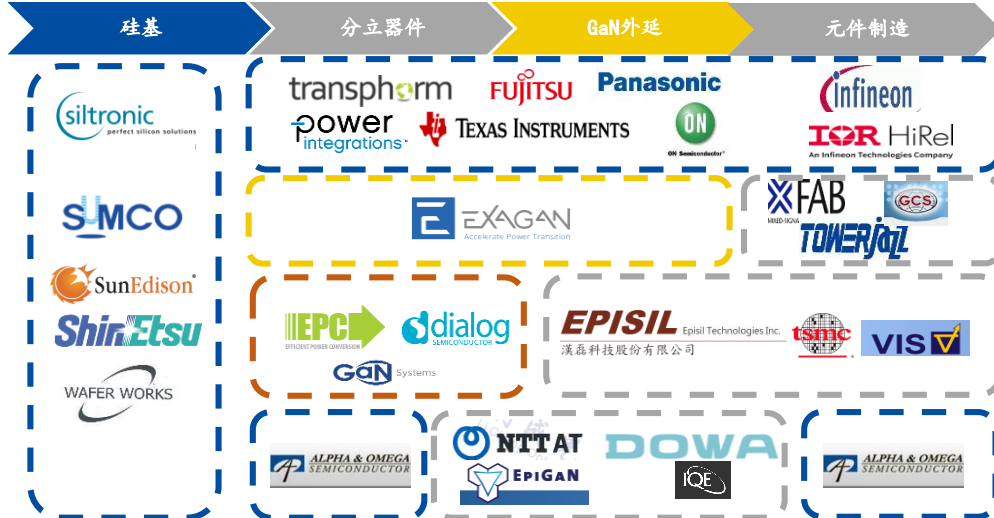 硅基
分立器件
GaN外延
元件制造
siltronic
perfect silicon solutions
SUMCO
SunEdison
ShinEtsu
WAFER WORKS
transphorm
FUJITSU
Panasonic
infineon
power
integrations™
TEXAS INSTRUMENTS
ON
ON Semiconductor®
IOR HiRel
An Infineon Technologies Company
EXAGAN
Accelerate Power Transition
XFAB
MIXED-SIGNA
GCS
TOWERJAZZ
EPC
EFFICIENT POWER CONVERSION
dialog
SEMICONDUCTOR
GaN Systems
EPISIL Episil Technologies Inc.
漢磊科技股份有限公司
tsmc
VIS
ALPHA & OMEGA
SEMICONDUCTOR
NTT AT
DOWA
EPIGAN
IQE
ALPHA & OMEGA
SEMICONDUCTOR